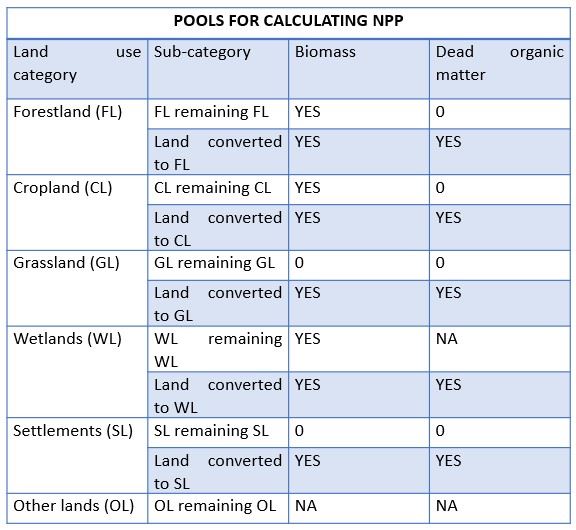 POOLS FOR CALCULATING NPP
Land use Sub-category Biomass Dead organic
category matter
Forestland (FL) FL remaining FL YES 0
Land converted YES YES
to FL
Cropland (CL) CL remaining CL YES 0
Land converted YES YES
to CL
Grassland (GL) GL remaining GL 0 0
Land converted YES YES
to GL
Wetlands (WL) WL remaining YES NA
WL
Land converted YES YES
to WL
Settlements (SL) SL remaining SL 0 0
Land converted YES YES
to SL
Other lands (OL) OL remaining OL NA NA